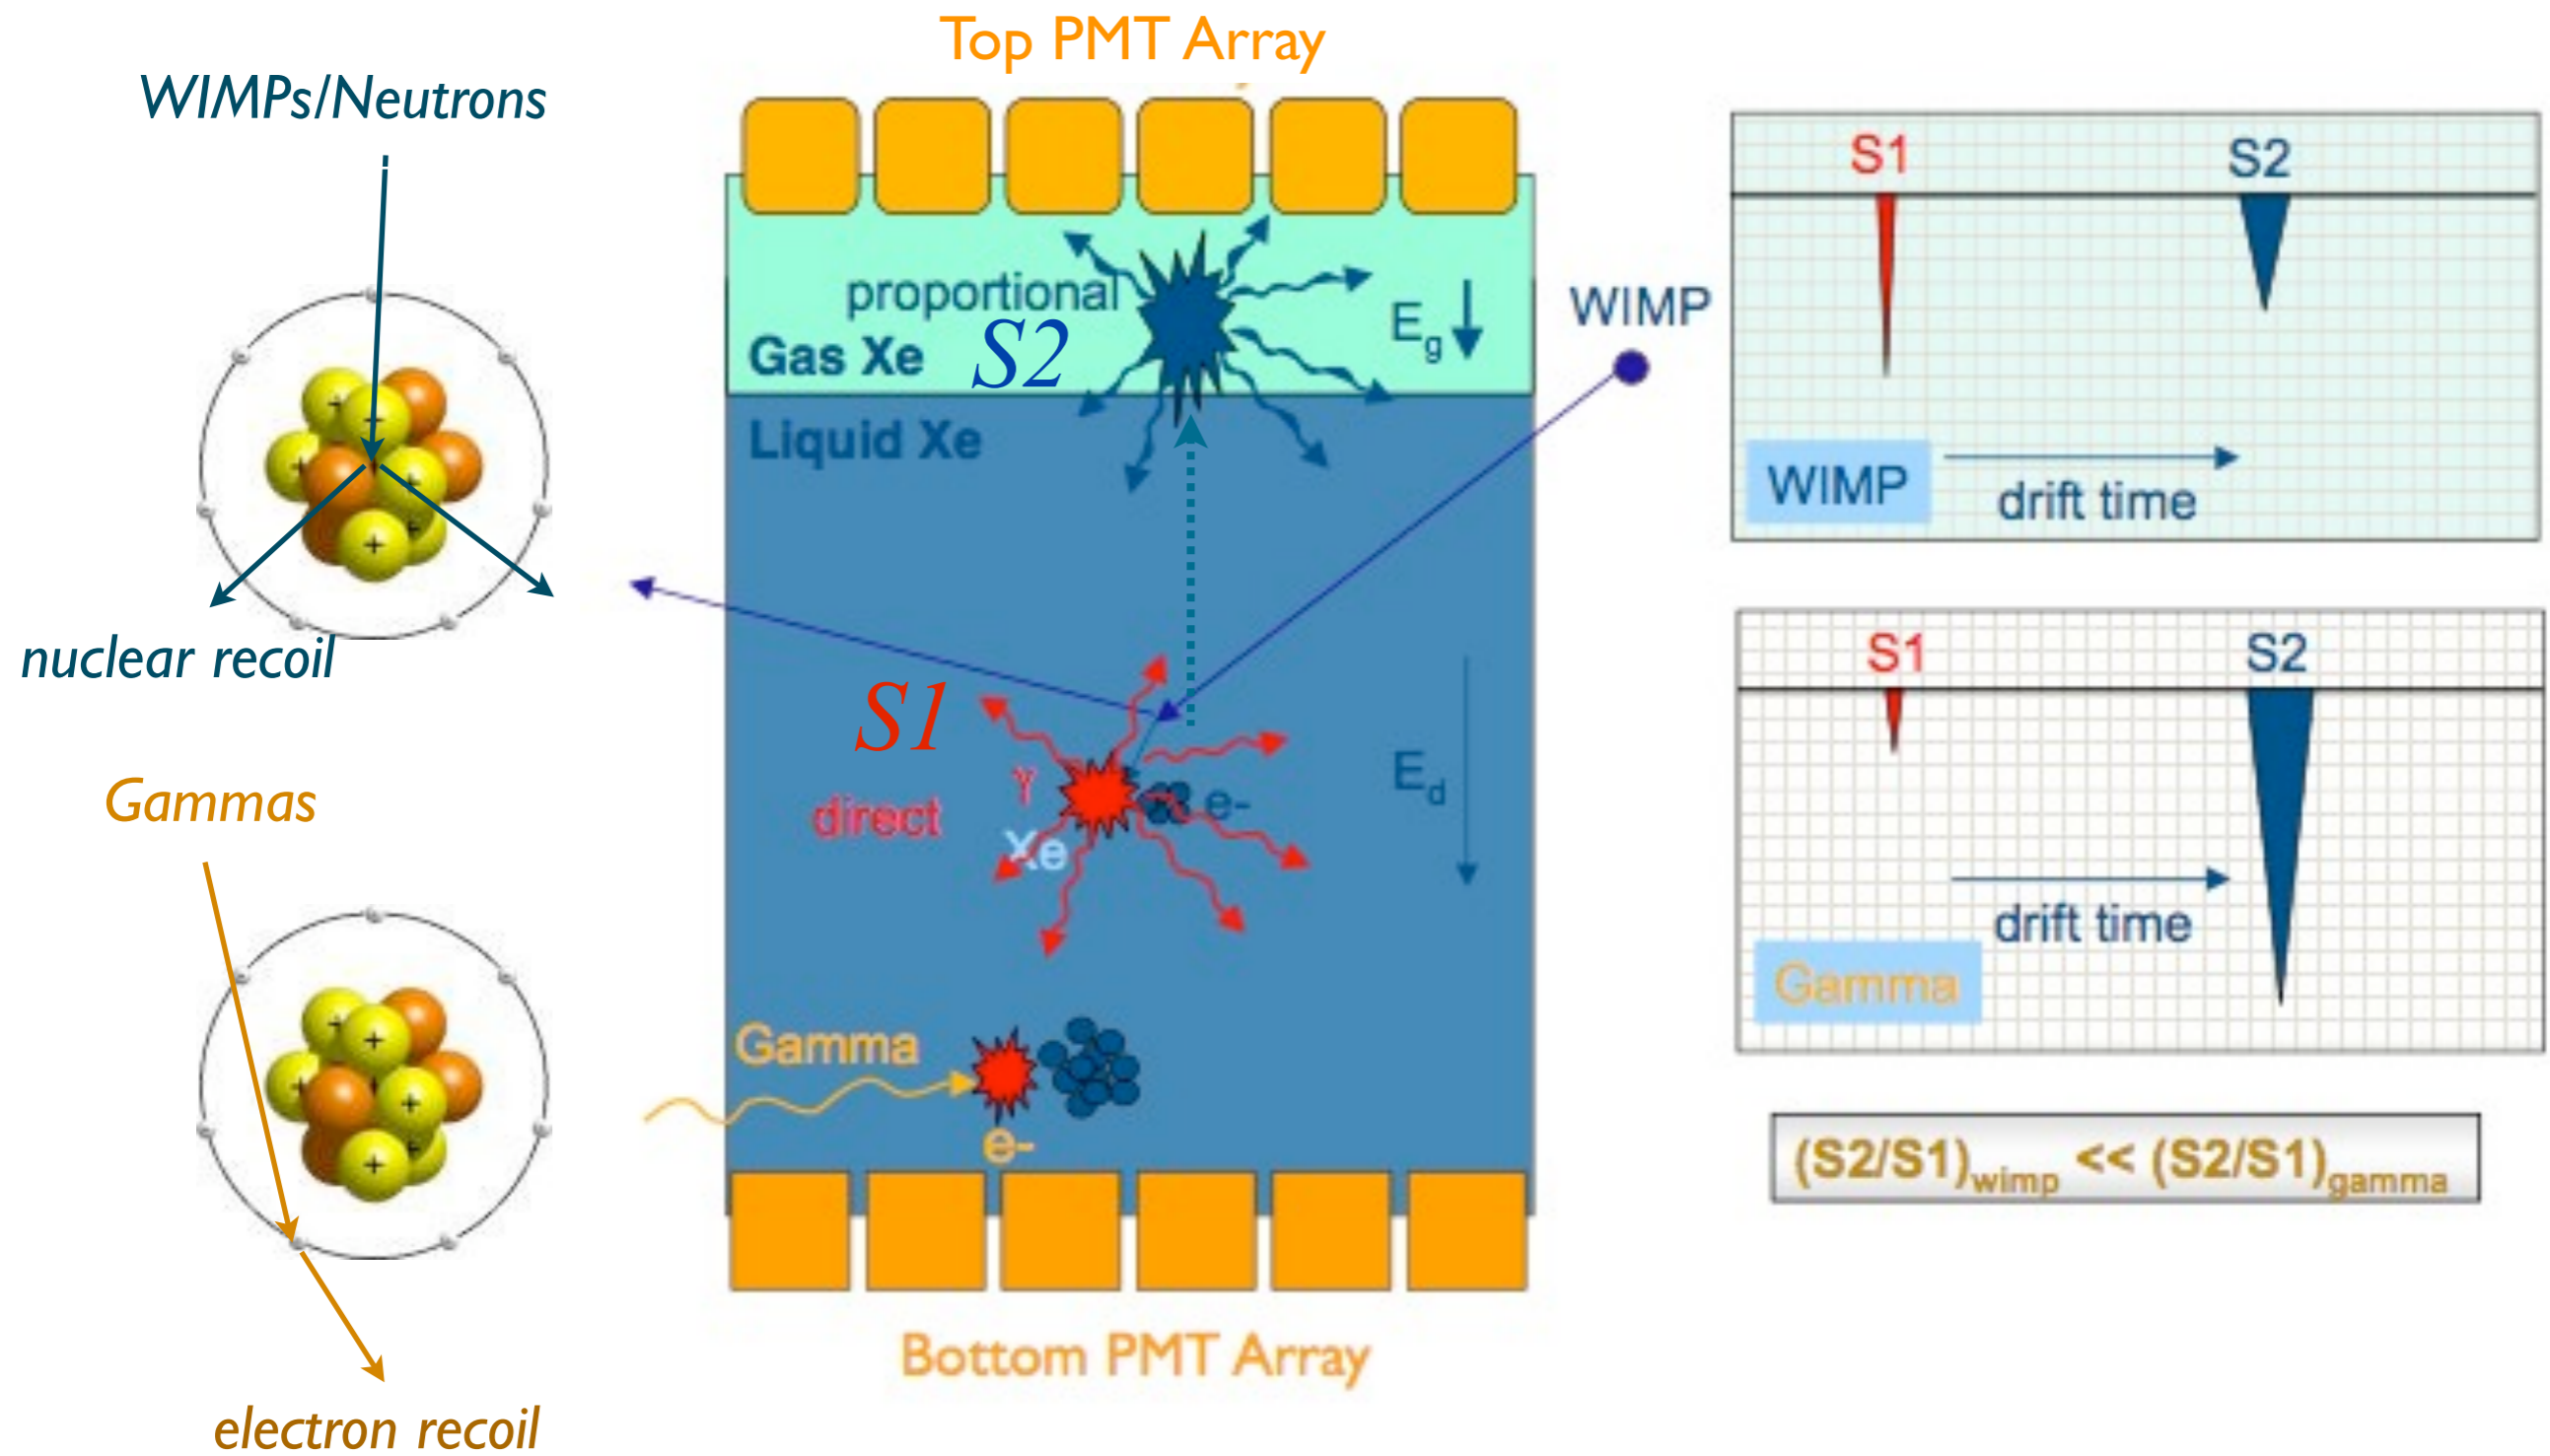 Top PMT Array
WIMPs/Neutrons
nuclear recoil
Gammas
electron recoil
proportional
S2
Gas Xe
Eg
Liquid Xe
WIMP
S1
γ
direct
Xe
e-
Ed
Gamma
e-
Bottom PMT Array
S1
S2
WIMP
drift time
S1
S2
drift time
Gamma
(S2/S1)wimp << (S2/S1)gamma
+
+
+
+
+
+
+
+
+
+
+
+